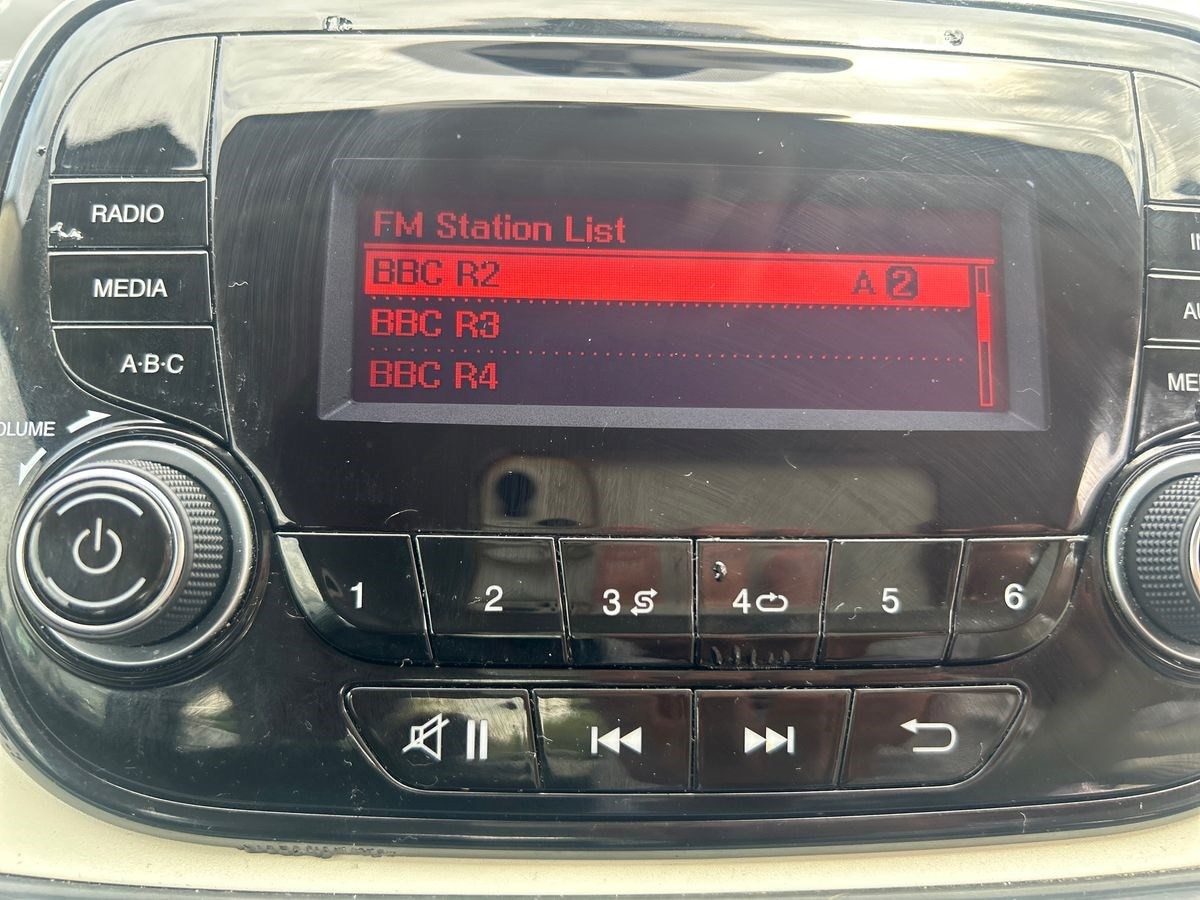 RADIO
MEDIA
A·B·C
FM Station List
BBC R2 A 2
BBC R3
BBC R4
1 2 3 4 5 6